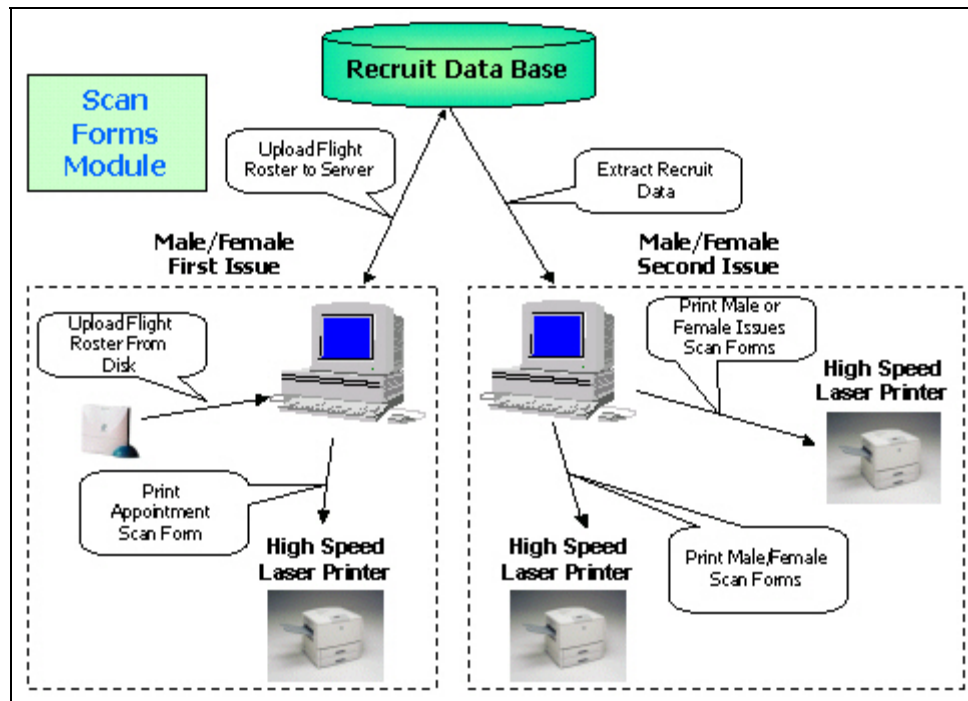 Recruit Data Base
Scan
Forms
Module
Upload Flight
Roster to Server
Extract Recruit
Data
Male/Female
First Issue
Male/Female
Second Issue
Upload Flight
Roster From
Disk
Print Male or
Female Issues
Scan Forms
High Speed
Laser Printer
Print
Appointment
Scan Form
High Speed
Laser Printer
High Speed
Laser Printer
Print Male/Female
Scan Forms